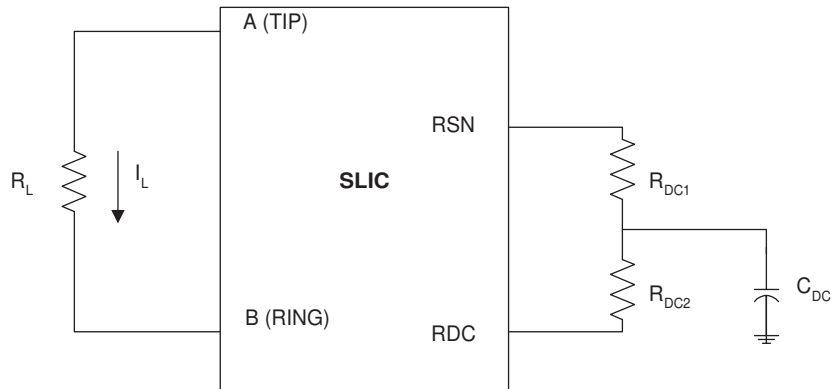 A (TIP)
RSN
R_L
I_L
SLIC
R_DC1
R_DC2
C_DC
B (RING)
RDC